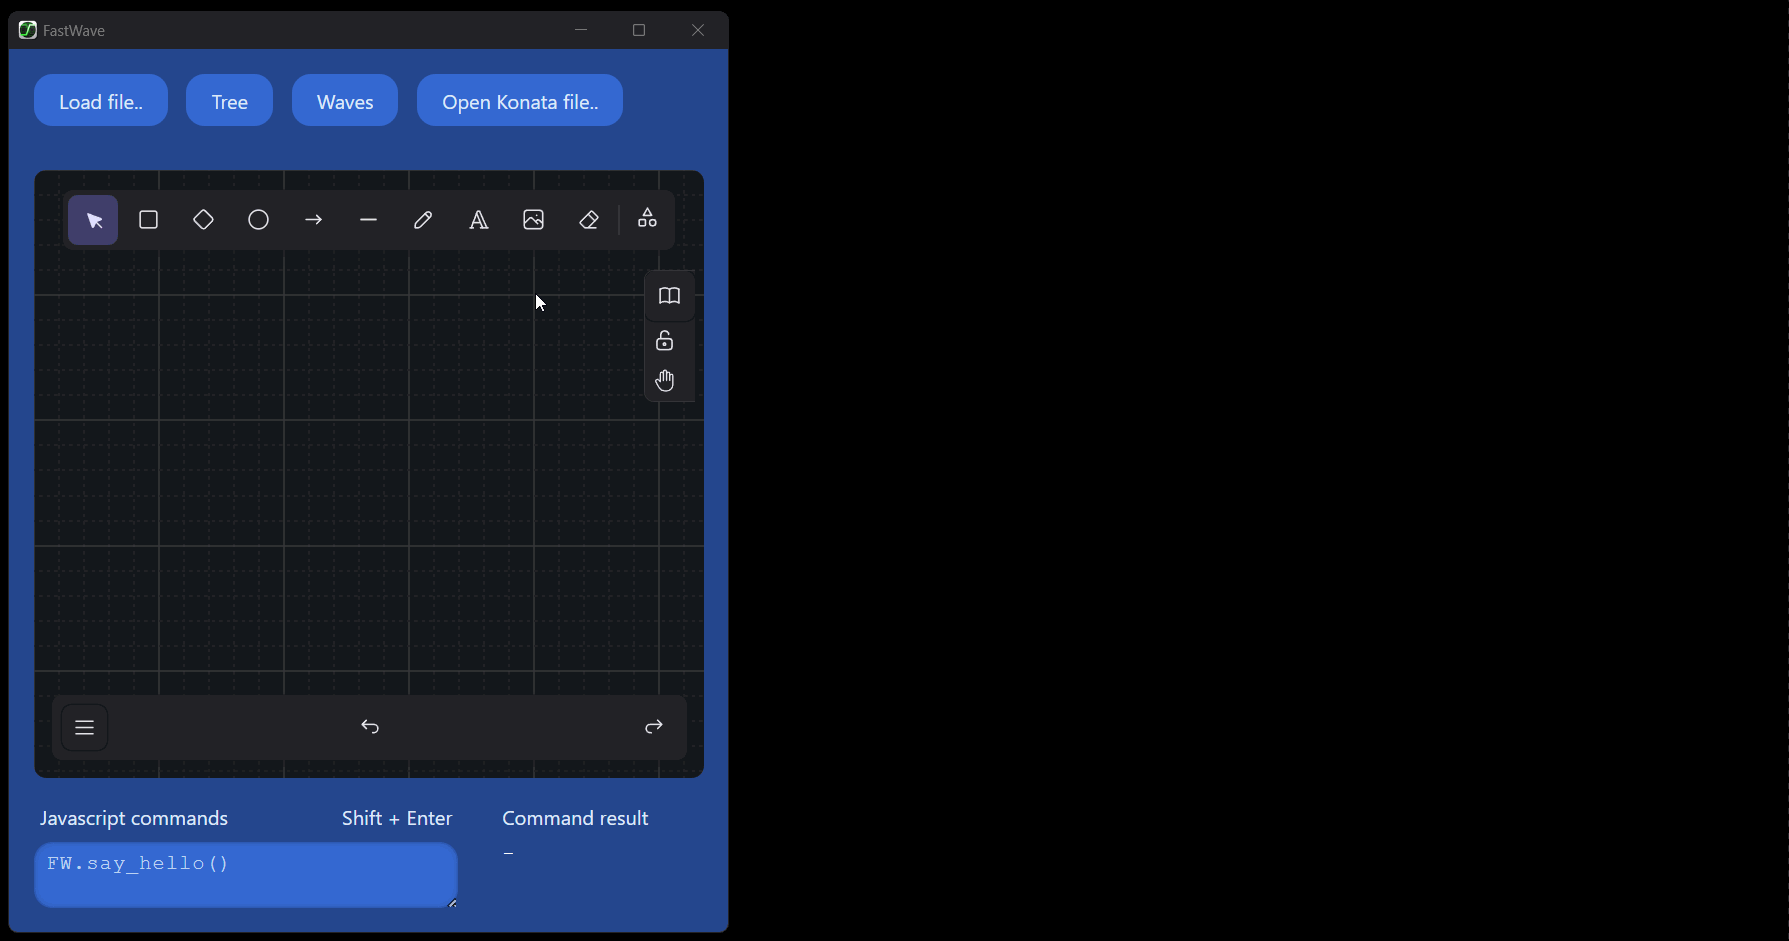 FastWave
Load file..
Tree
Waves
Open Konata file..
Javascript commands
Shift + Enter
Command result
FW.say_hello()
–